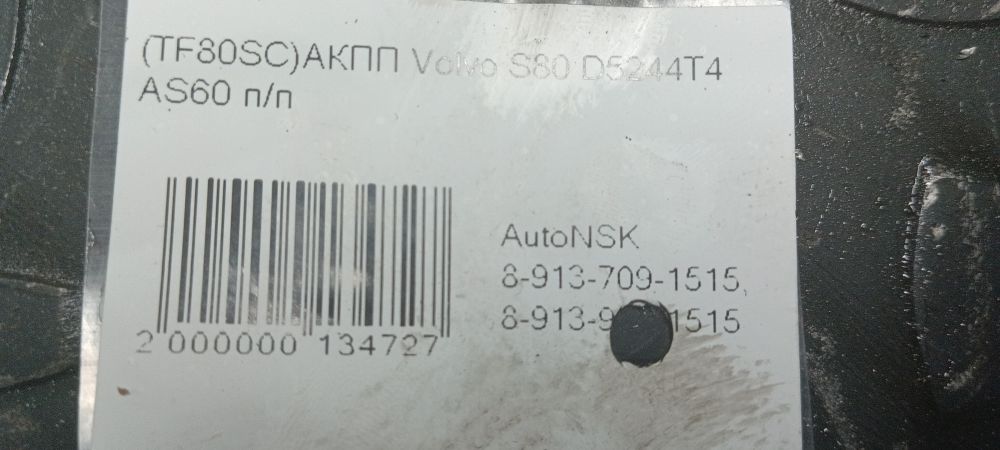 (TF80SC)АКПП Volvo S80 D5244T4
AS60 п/п
AutoNSK
8-913-709-1515,
2 000000 134727